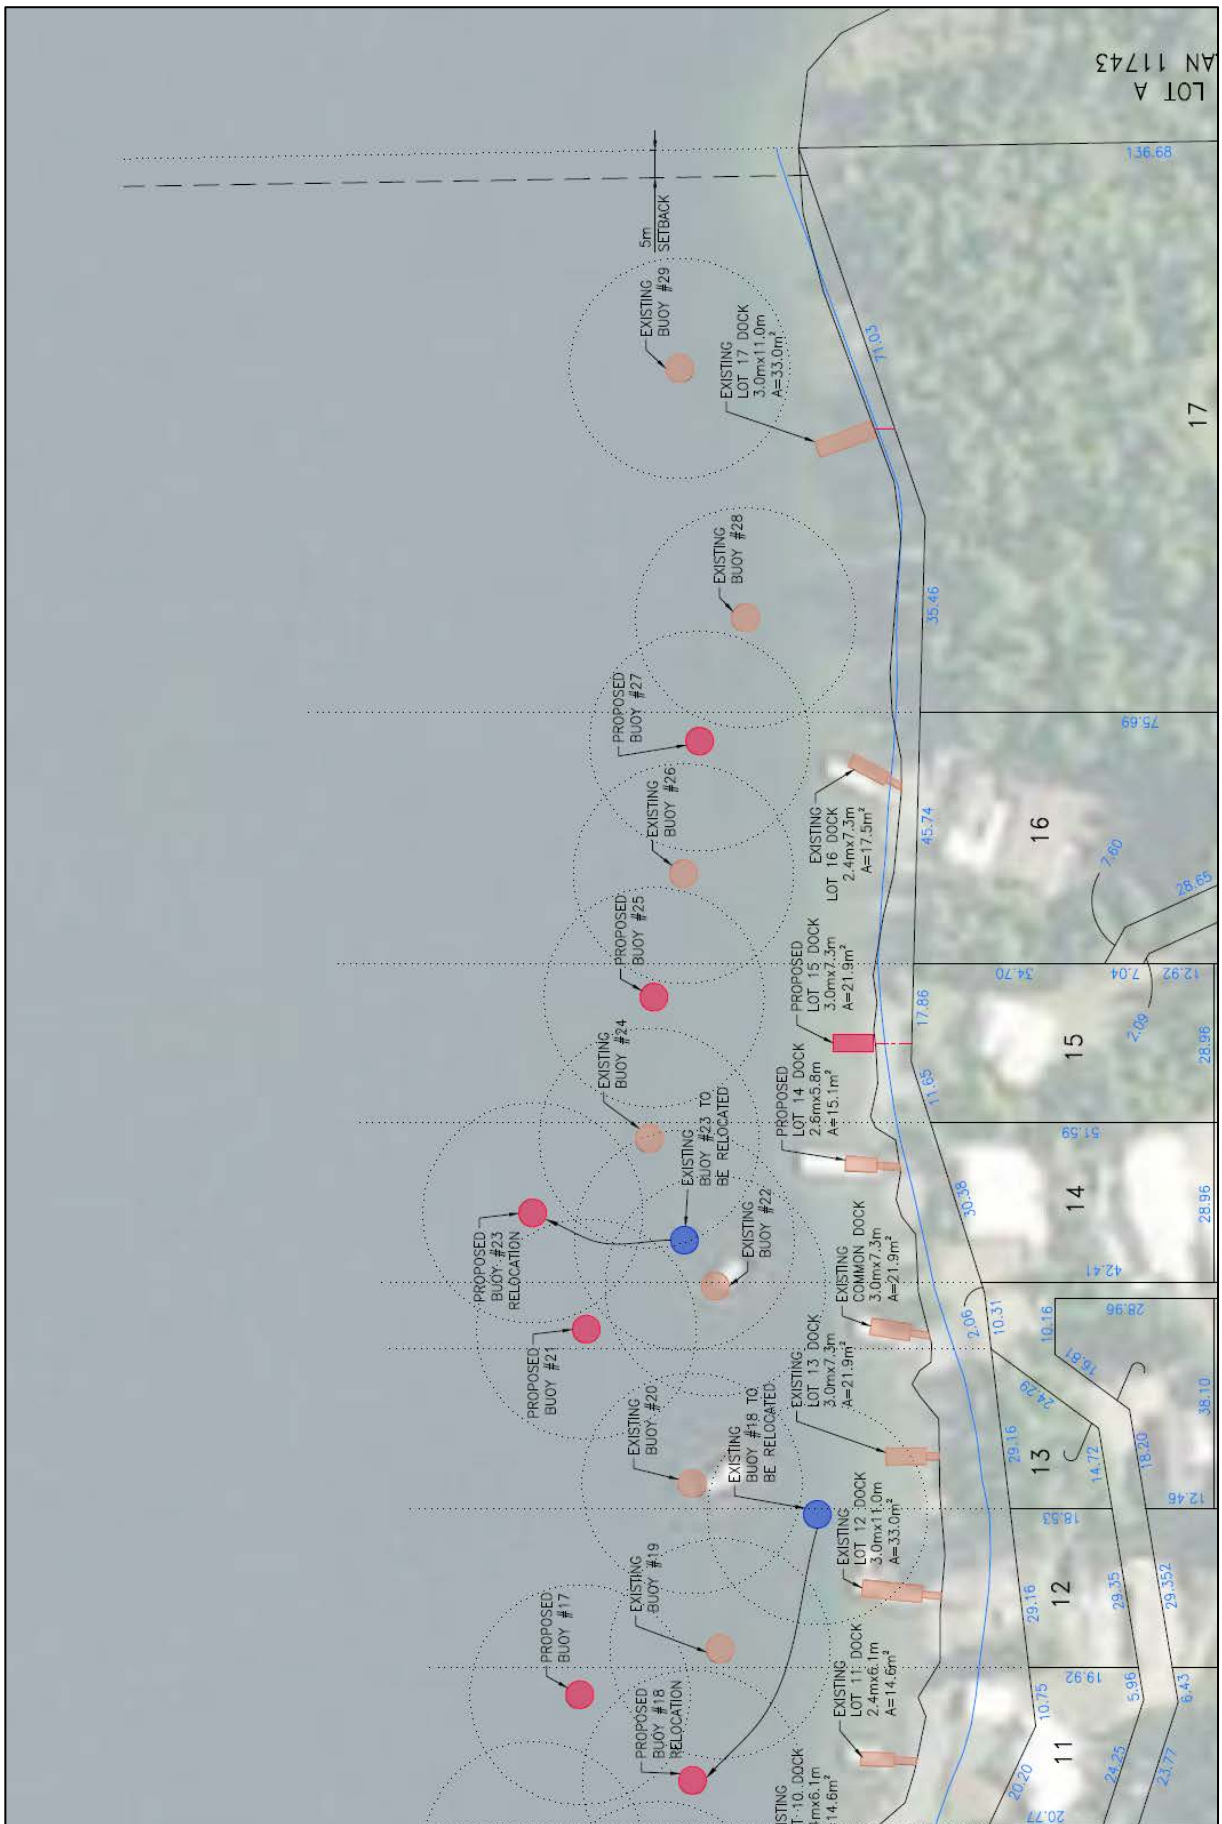 LOT A
AN 11743
136.68
5m
SETBACK
EXISTING
BUOY #29
EXISTING
LOT 17 DOCK
3.0mx11.0m
A=33.0m²
71.03
17
EXISTING
BUOY #28
35.46
PROPOSED
BUOY #27
75.69
EXISTING
BUOY #26
EXISTING
LOT 16 DOCK
2.4mx7.3m
A=17.5m²
45.74
16
7.60
28.65
PROPOSED
BUOY #25
PROPOSED
LOT 15 DOCK
3.0mx7.3m
A=21.9m²
34.70
7.04
12.92
17.86
2.09
15
28.96
11.65
EXISTING
BUOY #24
PROPOSED
LOT 14 DOCK
2.6mx5.8m
A=15.1m²
51.59
EXISTING
BUOY #23 TO
BE RELOCATED
30.38
14
28.96
PROPOSED
BUOY #23
RELOCATION
EXISTING
BUOY #22
EXISTING
COMMON DOCK
3.0mx7.3m
A=21.9m²
42.41
2.06
10.31
10.16
28.96
PROPOSED
BUOY #21
EXISTING
LOT 13 DOCK
3.0mx7.3m
A=21.9m²
16.81
24.29
38.10
EXISTING
BUOY #20
EXISTING
BUOY #18 TO
BE RELOCATED
29.16
13
14.72
18.20
12.46
18.53
EXISTING
LOT 12 DOCK
3.0mx11.0m
A=33.0m²
EXISTING
BUOY #19
29.16
12
29.35
29.352
PROPOSED
BUOY #17
EXISTING
LOT 11 DOCK
2.4mx6.1m
A=14.6m²
19.92
5.96
6.43
10.75
PROPOSED
BUOY #18
RELOCATION
11
24.25
23.77
20.20
20.77
ISTING
T 10 DOCK
4mx6.1m
14.6m²